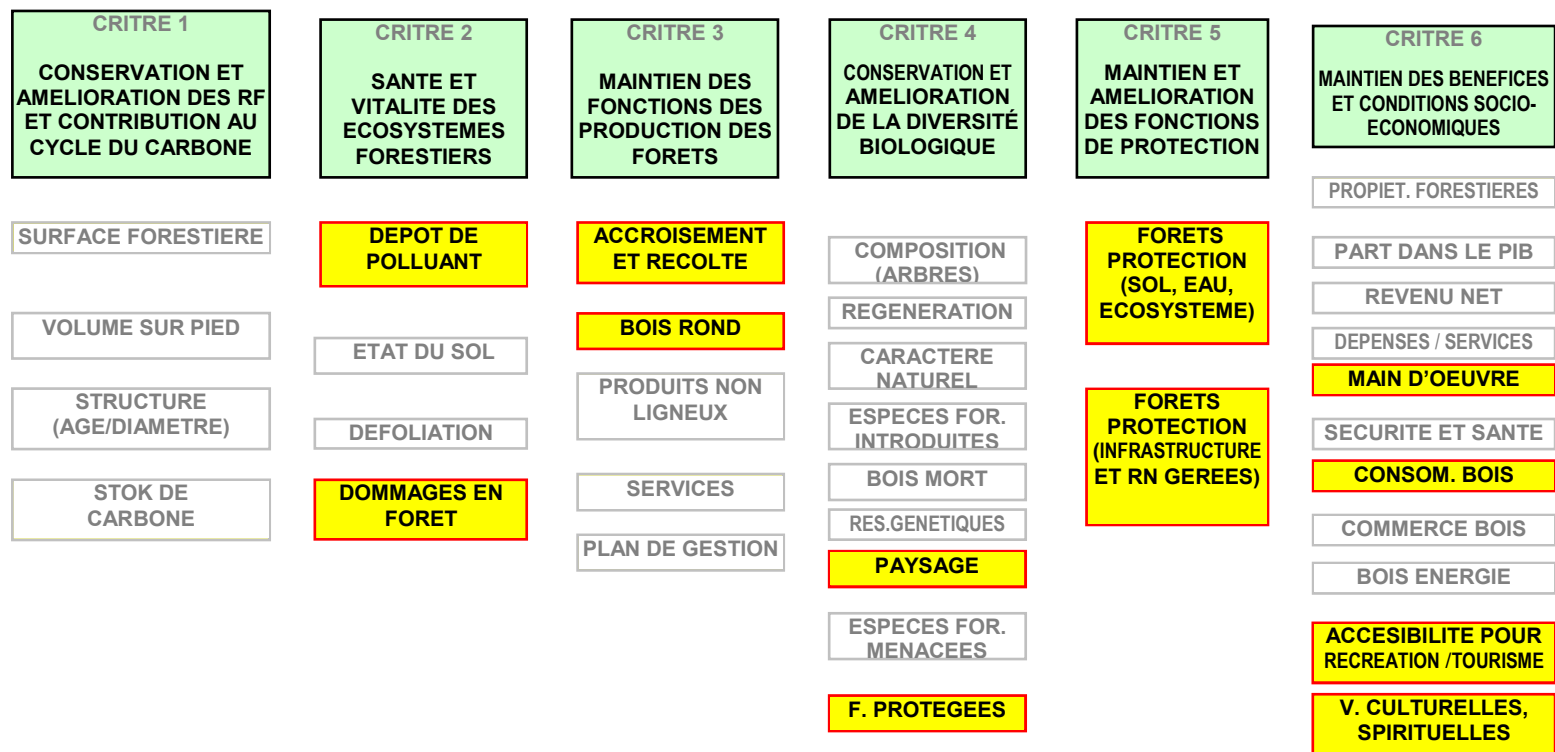 CRITRE 1
CONSERVATION ET
AMELIORATION DES RF
ET CONTRIBUTION AU
CYCLE DU CARBONE
SURFACE FORESTIERE
VOLUME SUR PIED
STRUCTURE
(AGE/DIAMETRE)
STOK DE
CARBONE
CRITRE 2
SANTE ET
VITALITE DES
ECOSYSTEMES
FORESTIERS
DEPOT DE
POLLUANT
ETAT DU SOL
DEFOLIATION
DOMMAGES EN
FORET
CRITRE 3
MAINTIEN DES
FONCTIONS DES
PRODUCTION DES
FORETS
ACCROISEMENT
ET RECOLTE
BOIS ROND
PRODUITS NON
LIGNEUX
SERVICES
PLAN DE GESTION
CRITRE 4
CONSERVATION ET
AMELIORATION
DE LA DIVERSITÉ
BIOLOGIQUE
COMPOSITION
(ARBRES)
REGENERATION
CARACTERE
NATUREL
ESPECES FOR.
INTRODUITES
BOIS MORT
RES.GENETIQUES
PAYSAGE
ESPECES FOR.
MENACEES
F. PROTEGEES
CRITRE 5
MAINTIEN ET
AMELIORATION
DES FONCTIONS
DE PROTECTION
FORETS
PROTECTION
(SOL, EAU,
ECOSYSTEME)
FORETS
PROTECTION
(INFRASTRUCTURE
ET RN GEREES)
CRITRE 6
MAINTIEN DES BENEFICES
ET CONDITIONS SOCIO-
ECONOMIQUES
PROPIET. FORESTIERES
PART DANS LE PIB
REVENU NET
DEPENSES / SERVICES
MAIN D'OEUVRE
SECURITE ET SANTE
CONSOM. BOIS
COMMERCE BOIS
BOIS ENERGIE
ACCESIBILITE POUR
RECREATION /TOURISME
V. CULTURELLES,
SPIRITUELLES